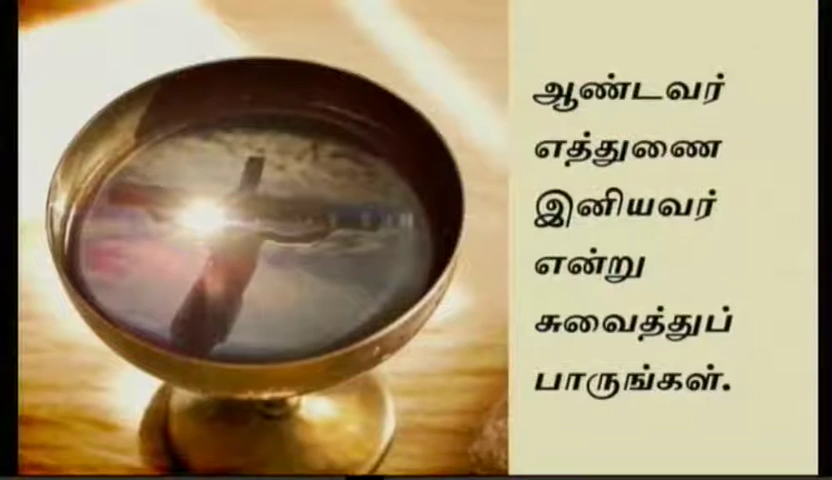 ஆண்டவர்
எத்துணை
இனியவர்
என்று
சுவைத்துப்
பாருங்கள்.